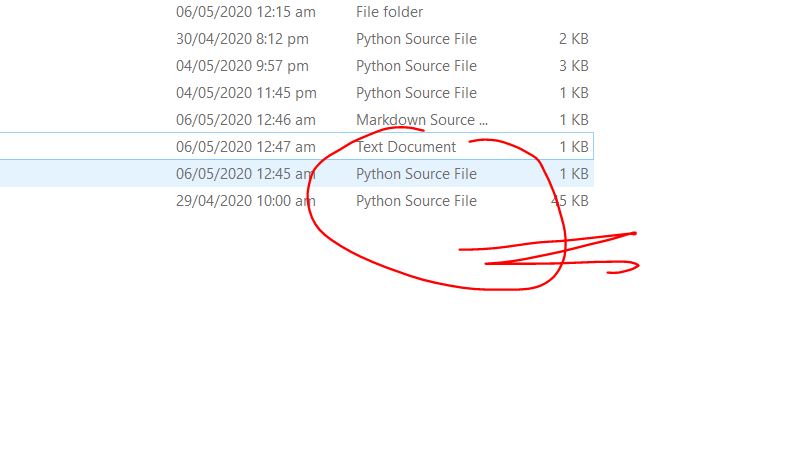 06/05/2020 12:15 am File folder
30/04/2020 8:12 pm Python Source File 2 KB
04/05/2020 9:57 pm Python Source File 3 KB
04/05/2020 11:45 pm Python Source File 1 KB
06/05/2020 12:46 am Markdown Source ... 1 KB
06/05/2020 12:47 am Text Document 1 KB
06/05/2020 12:45 am Python Source File 1 KB
29/04/2020 10:00 am Python Source File 45 KB